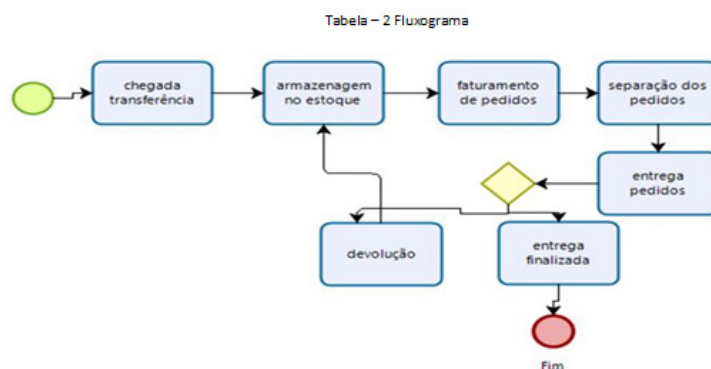 Tabela – 2 Fluxograma
chegada
transferência
armazenagem
no estoque
faturamento
de pedidos
separação dos
pedidos
entrega
pedidos
devolução
entrega
finalizada
Fim